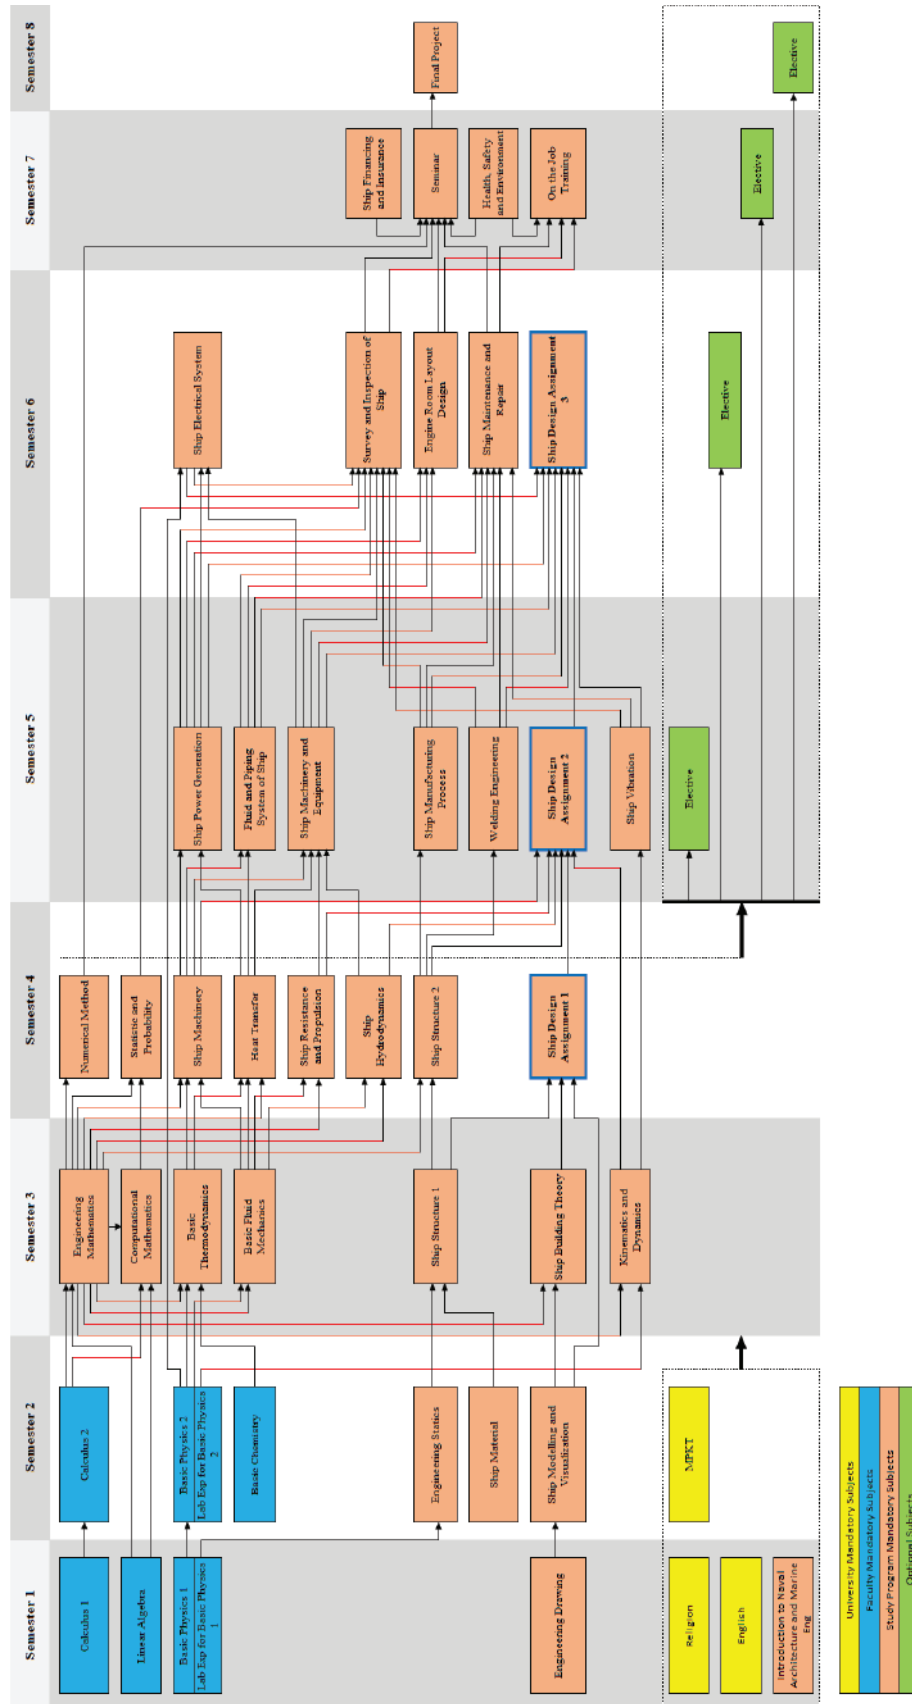 Semester 1
Semester 2
Semester 3
Semester 4
Semester 5
Semester 6
Semester 7
Semester 8
Calculus 1
Linear Algebra
Basic Physics 1
Lab Exp for Basic Physics
1
Engineering Drawing
Religion
English
Introduction to Naval
Architecture and Marine
Eng
Calculus 2
Basic Physics 2
Lab Exp for Basic Physics
2
Basic Chemistry
Engineering Statics
Ship Material
Ship Modelling and
Visualization
MPKT
Engineering
Mathematics
Computational
Mathematics
Basic
Thermodynamics
Basic Fluid
Mechanics
Ship Structure 1
Ship Building Theory
Kinematics and
Dynamics
Numerical Method
Statistic and
Probability
Ship Machinery
Heat Transfer
Ship Resistance
and Propulsion
Ship
Hydrodynamics
Ship Structure 2
Ship Design
Assignment 1
Ship Power Generation
Fluid and Piping
System of Ship
Ship Machinery and
Equipment
Ship Manufacturing
Process
Welding Engineering
Ship Design
Assignment 2
Ship Vibration
Elective
Ship Electrical System
Survey and Inspection of
Ship
Engine Room Layout
Design
Ship Maintenance and
Repair
Ship Design Assignment
3
Elective
Ship Financing
and Insurance
Seminar
Health, Safety
and Environment
On the Job
Training
Elective
Final Project
Elective
University Mandatory Subjects
Faculty Mandatory Subjects
Study Program Mandatory Subjects
Optional Subjects